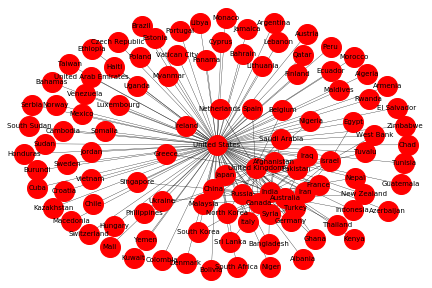 Monaco
Brazil
Libya
Argentina
Portugal
Jamaica
Estonia
Austria
Czech Republic
Cyprus
Lebanon
Ethiopia
Peru
Vatican City
Bahrain
Qatar
Morocco
Poland
Panama
Taiwan
Haiti
Lithuania
Ecuador
Finland
Algeria
United Arab Emirates
Myanmar
Bahamas
Uganda
Armenia
Maldives
Venezuela
Rwanda
Serbia
Norway
Luxembourg
El Salvador
Netherlands
Spain
Belgium
Mexico
Nigeria
Egypt
South Sudan
Ireland
Zimbabwe
Cambodia
Somalia
West Bank
Saudi Arabia
Sudan
United States
Chad
Honduras
Jordan
Greece
Iraq
Tuvalu
Sweden
Afghanistan
Israel
Tunisia
Burundi
United Kingdom
Pakistan
Vietnam
Japan
Nepal
Singapore
France
Guatemala
Cuba
Croatia
China
Russia
India
Iran
New Zealand
Chile
Ukraine
Australia
Kazakhstan
Malaysia
Canada
Turkey
Indonesia
Azerbaijan
Philippines
North Korea
Syria
Macedonia
Hungary
Italy
Germany
Thailand
Switzerland
South Korea
Mali
Yemen
Sri Lanka
Bangladesh
Ghana
Kenya
Kuwait
Colombia
Denmark
Albania
Bolivia
South Africa
Niger